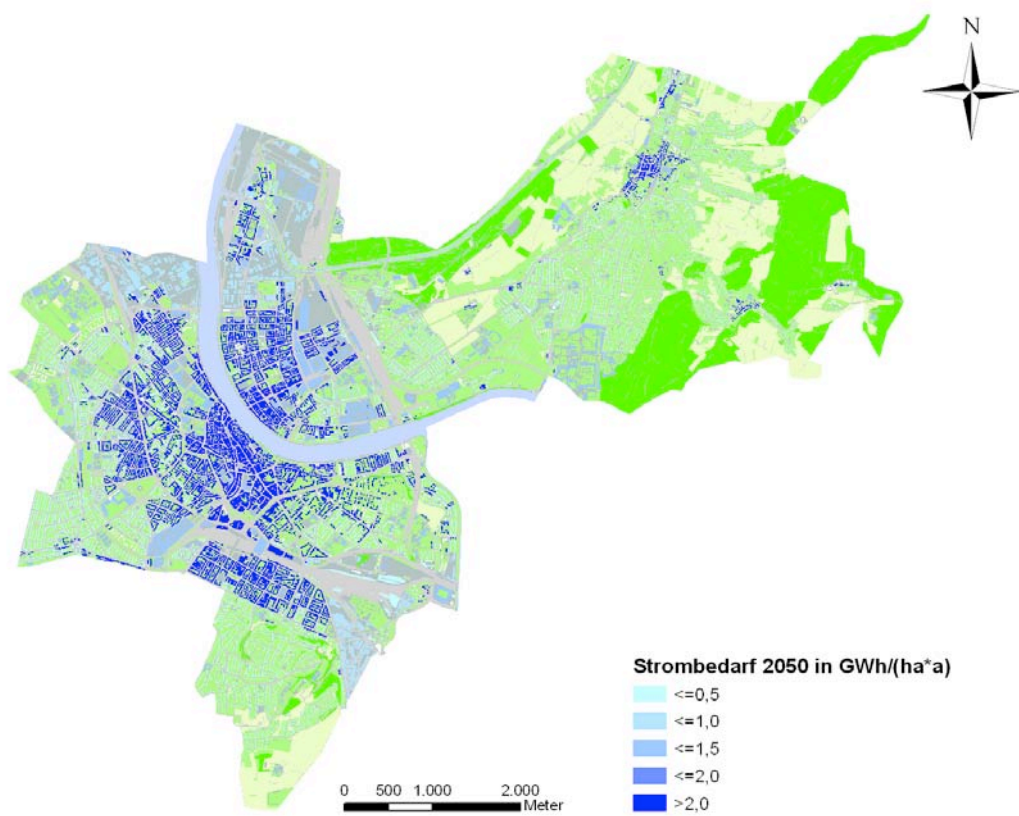 N
Strombedarf 2050 in GWh/(ha*a)
<=0,5
<=1,0
<=1,5
<=2,0
>2,0
0 500 1.000 2.000
Meter